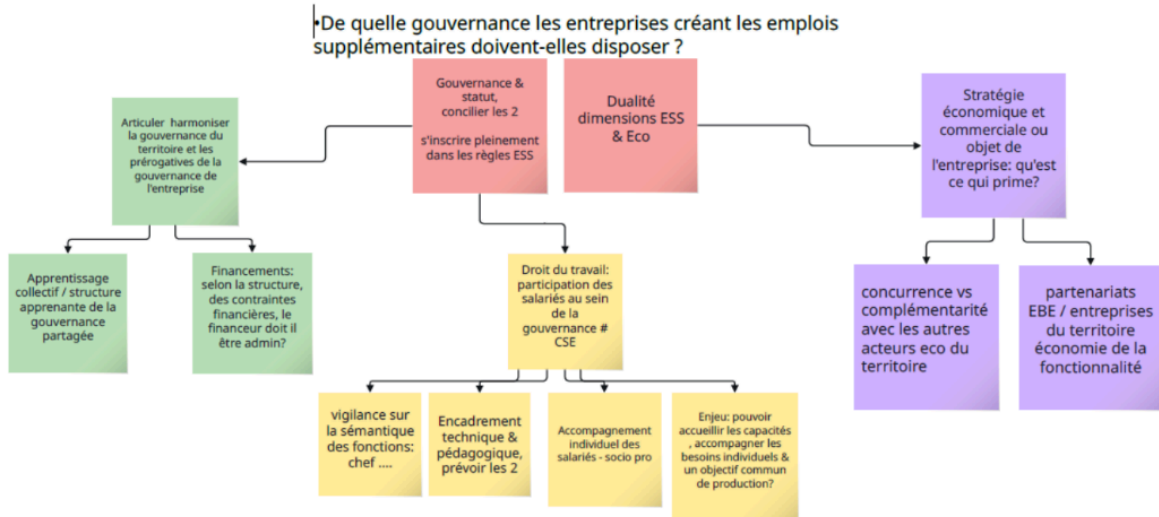 •De quelle gouvernance les entreprises créant les emplois
supplémentaires doivent-elles disposer ?
Gouvernance &
statut,
concilier les 2
s'inscrire pleinement
dans les règles ESS
Dualité
dimensions ESS
& Eco
Articuler harmoniser
la gouvernance du
territoire et les
prérogatives de la
gouvernance de
l'entreprise
Stratégie
économique et
commerciale ou
objet de
l'entreprise: qu'est
ce qui prime?
Apprentissage
collectif / structure
apprenante de la
gouvernance
partagée
Financements:
selon la structure,
des contraintes
financières, le
financeur doit il
être admin?
Droit du travail:
participation des
salariés au sein
de la
gouvernance #
CSE
concurrence vs
complémentarité
avec les autres
acteurs eco du
territoire
partenariats
EBE / entreprises
du territoire
économie de la
fonctionnalité
vigilance sur
la sémantique
des fonctions:
chef ....
Encadrement
technique &
pédagogique,
prévoir les 2
Accompagnement
individuel des
salariés - socio pro
Enjeu: pouvoir
accueillir les capacités
, accompagner les
besoins individuels &
un objectif commun
de production?